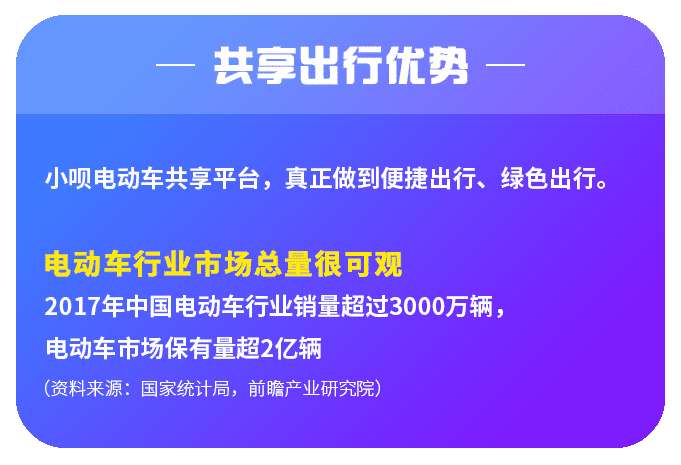 共享出行优势
小呗电动车共享平台，真正做到便捷出行、绿色出行。
电动车行业市场总量很可观
2017年中国电动车行业销量超过3000万辆，
电动车市场保有量超2亿辆
（资料来源：国家统计局，前瞻产业研究院）